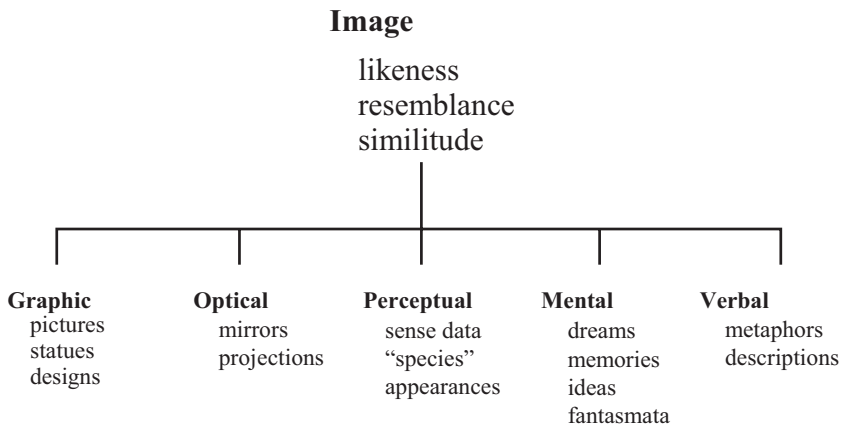 Image
likeness
resemblance
similitude
Graphic
pictures
statues
designs
Optical
mirrors
projections
Perceptual
sense data
“species”
appearances
Mental
dreams
memories
ideas
fantasmata
Verbal
metaphors
descriptions